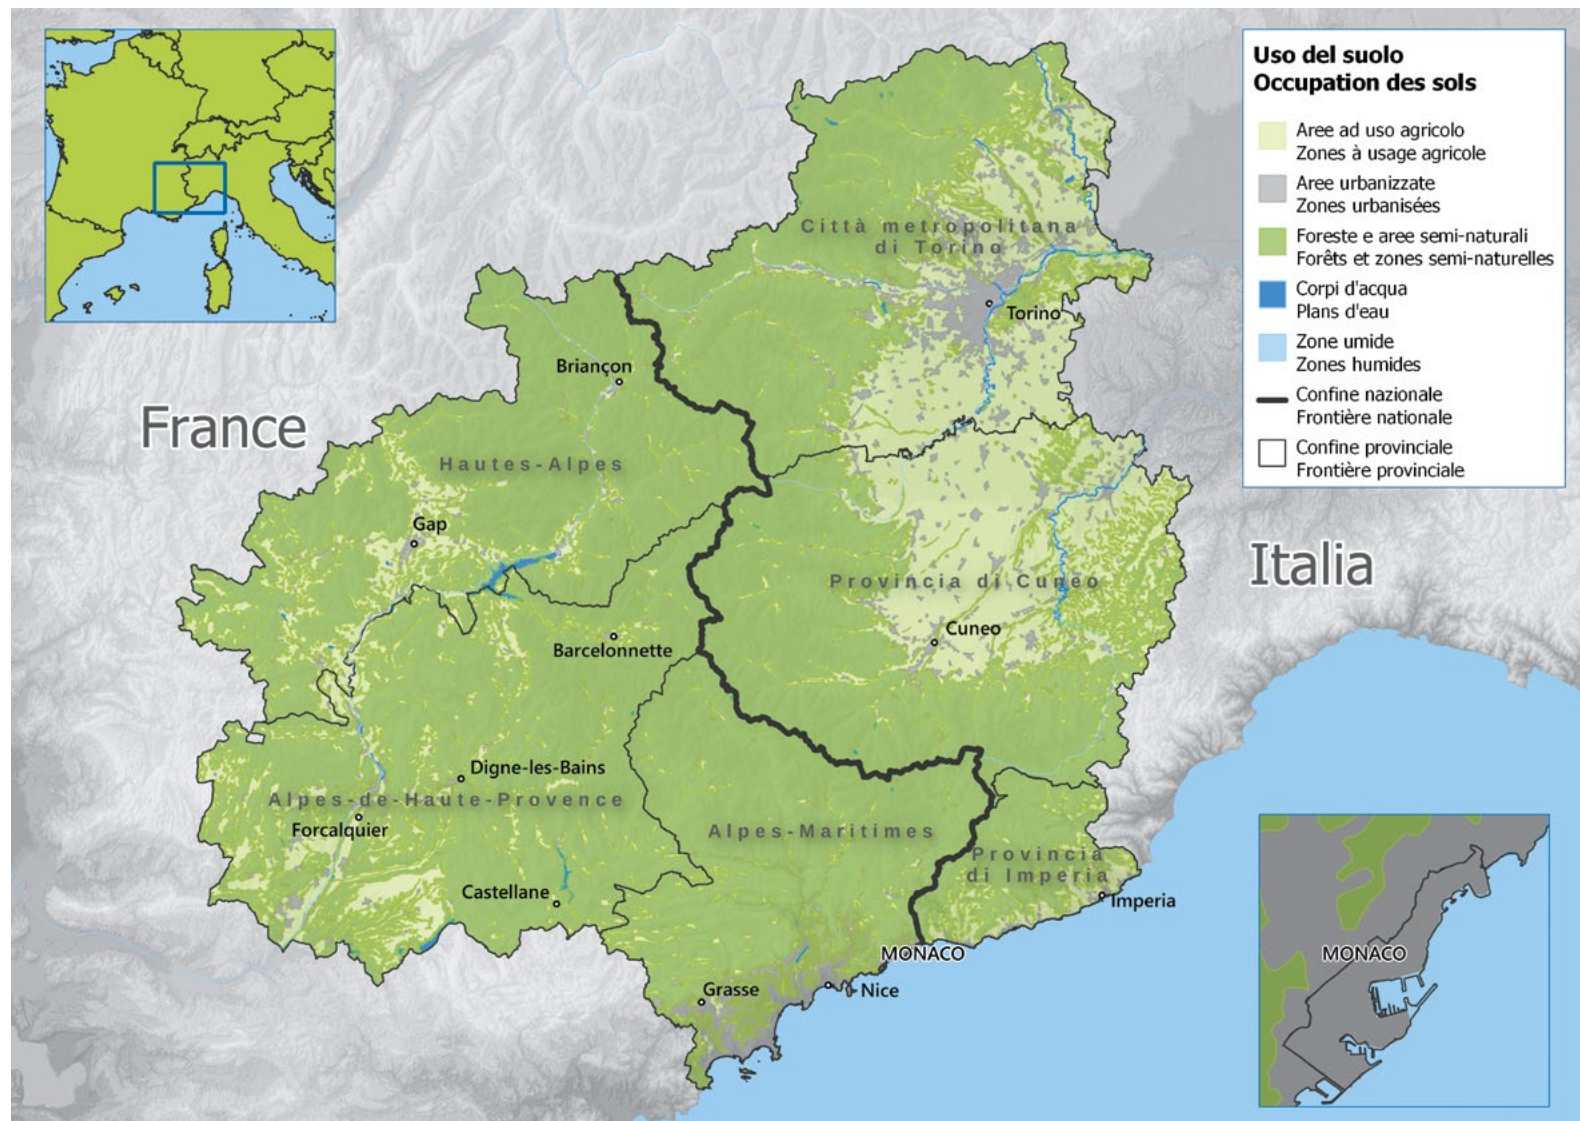 Uso del suolo
Occupation des sols
Aree ad uso agricolo
Zones à usage agricole
Aree urbanizzate
Zones urbanisées
Foreste e aree semi-naturali
Forêts et zones semi-naturelles
Corpi d'acqua
Plans d'eau
Zone umide
Zones humides
Confine nazionale
Frontière nationale
Confine provinciale
Frontière provinciale
Città metropolitana
di Torino
Torino
Briançon
France
Hautes-Alpes
Gap
Italia
Provincia di Cuneo
Cuneo
Barcelonnette
Digne-les-Bains
Alpes-de-Haute-Provence
Forcalquier
Alpes-Maritimes
Provincia
di Imperia
Castellane
Imperia
MONACO
Grasse
Nice
MONACO